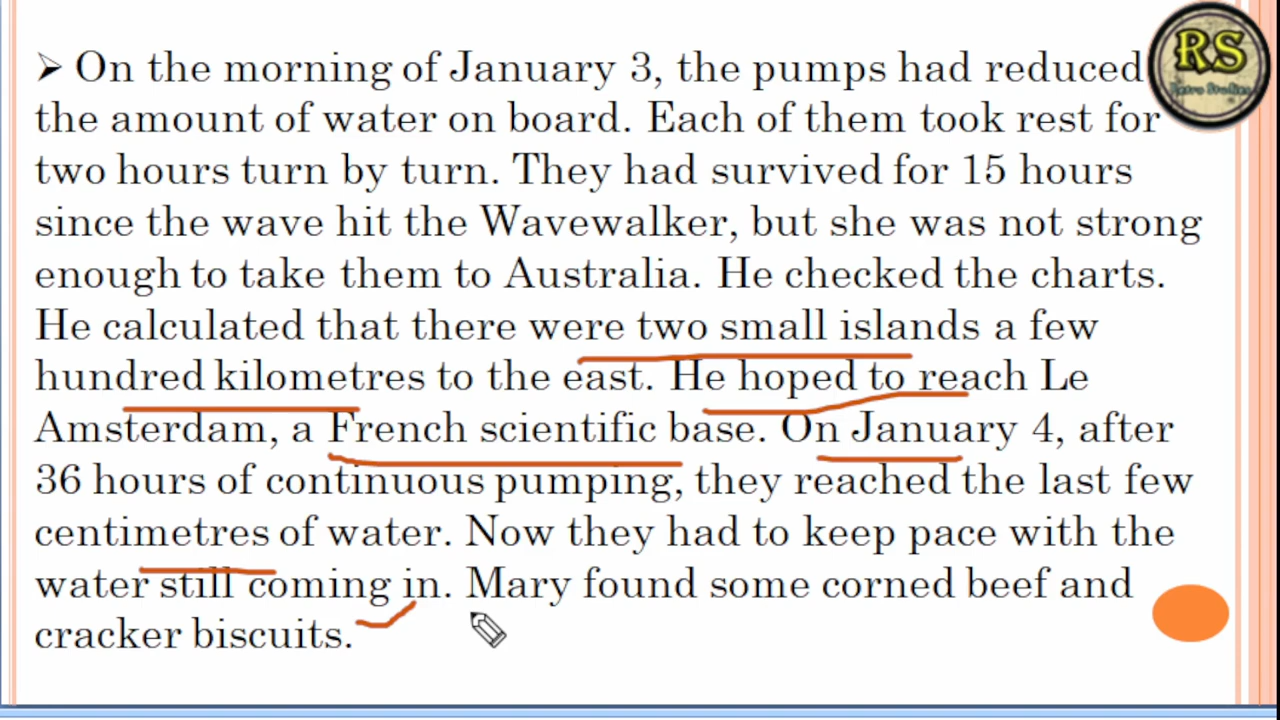 ➢ On the morning of January 3, the pumps had reduced
the amount of water on board. Each of them took rest for
two hours turn by turn. They had survived for 15 hours
since the wave hit the Wavewalker, but she was not strong
enough to take them to Australia. He checked the charts.
He calculated that there were two small islands a few
hundred kilometres to the east. He hoped to reach Le
Amsterdam, a French scientific base. On January 4, after
36 hours of continuous pumping, they reached the last few
centimetres of water. Now they had to keep pace with the
water still coming in. Mary found some corned beef and
cracker biscuits.
RS
Retro Studies